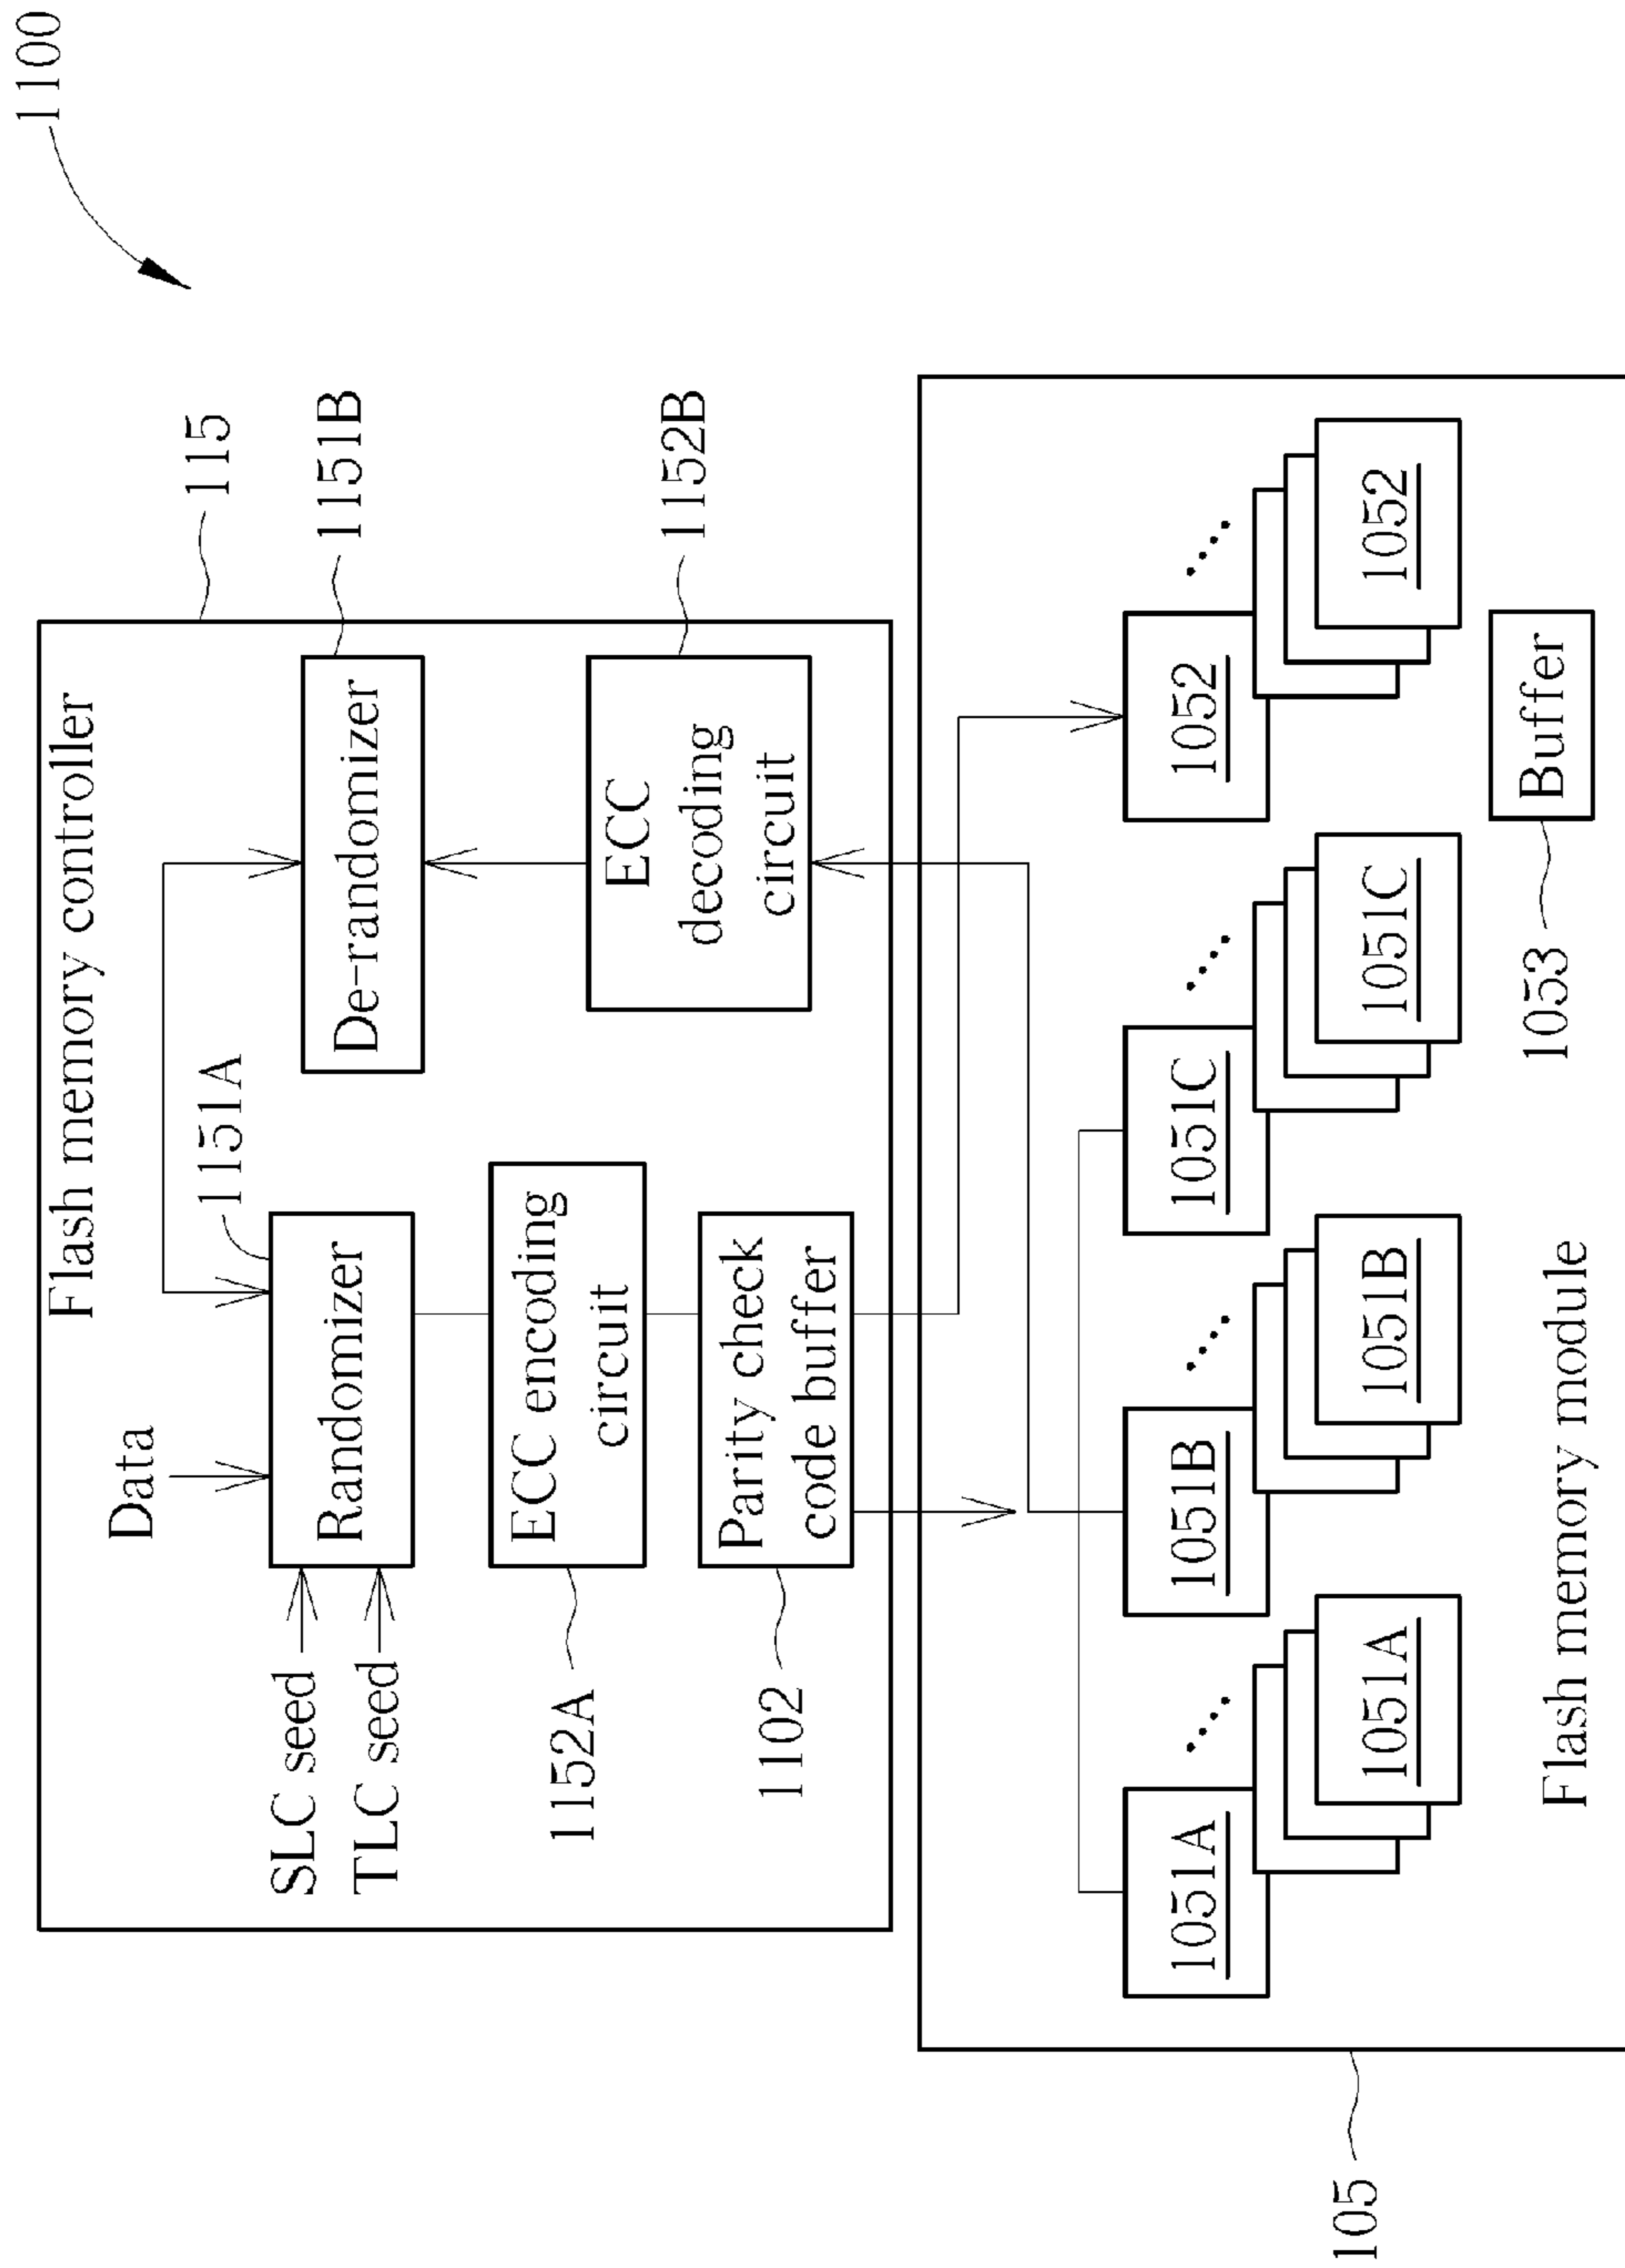 1100
Flash memory controller
115
Data
1151A
1151B
SLC seed
TLC seed
Randomizer
De-randomizer
1152A
ECC encoding
circuit
ECC
decoding
circuit
1152B
1102
Parity check
code buffer
1051A
1051B
1051C
1052
1051A
1051B
1051C
1052
Flash memory module
1053
Buffer
105